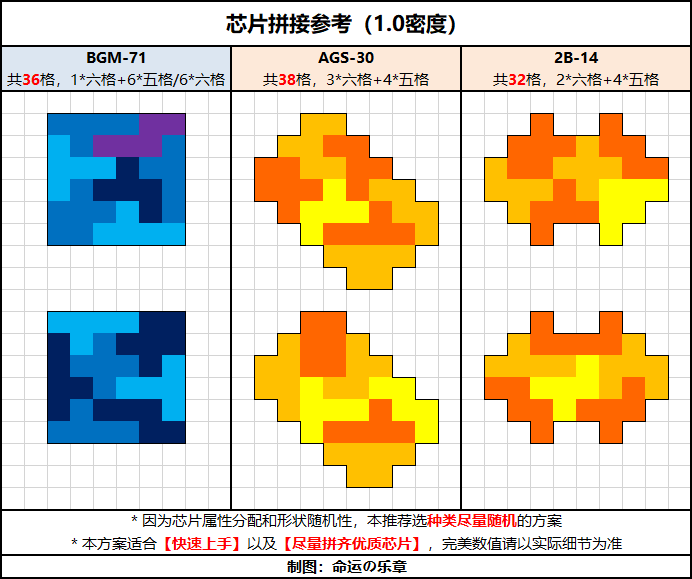 芯片拼接参考（1.0密度）
BGM-71
共36格，1*六格+6*五格/6*六格
AGS-30
共38格，3*六格+4*五格
2B-14
共32格，2*六格+4*五格
* 因为芯片属性分配和形状随机性，本推荐选种类尽量随机的方案
* 本方案适合【快速上手】以及【尽量拼齐优质芯片】，完美数值请以实际细节为准
制图：命运の乐章